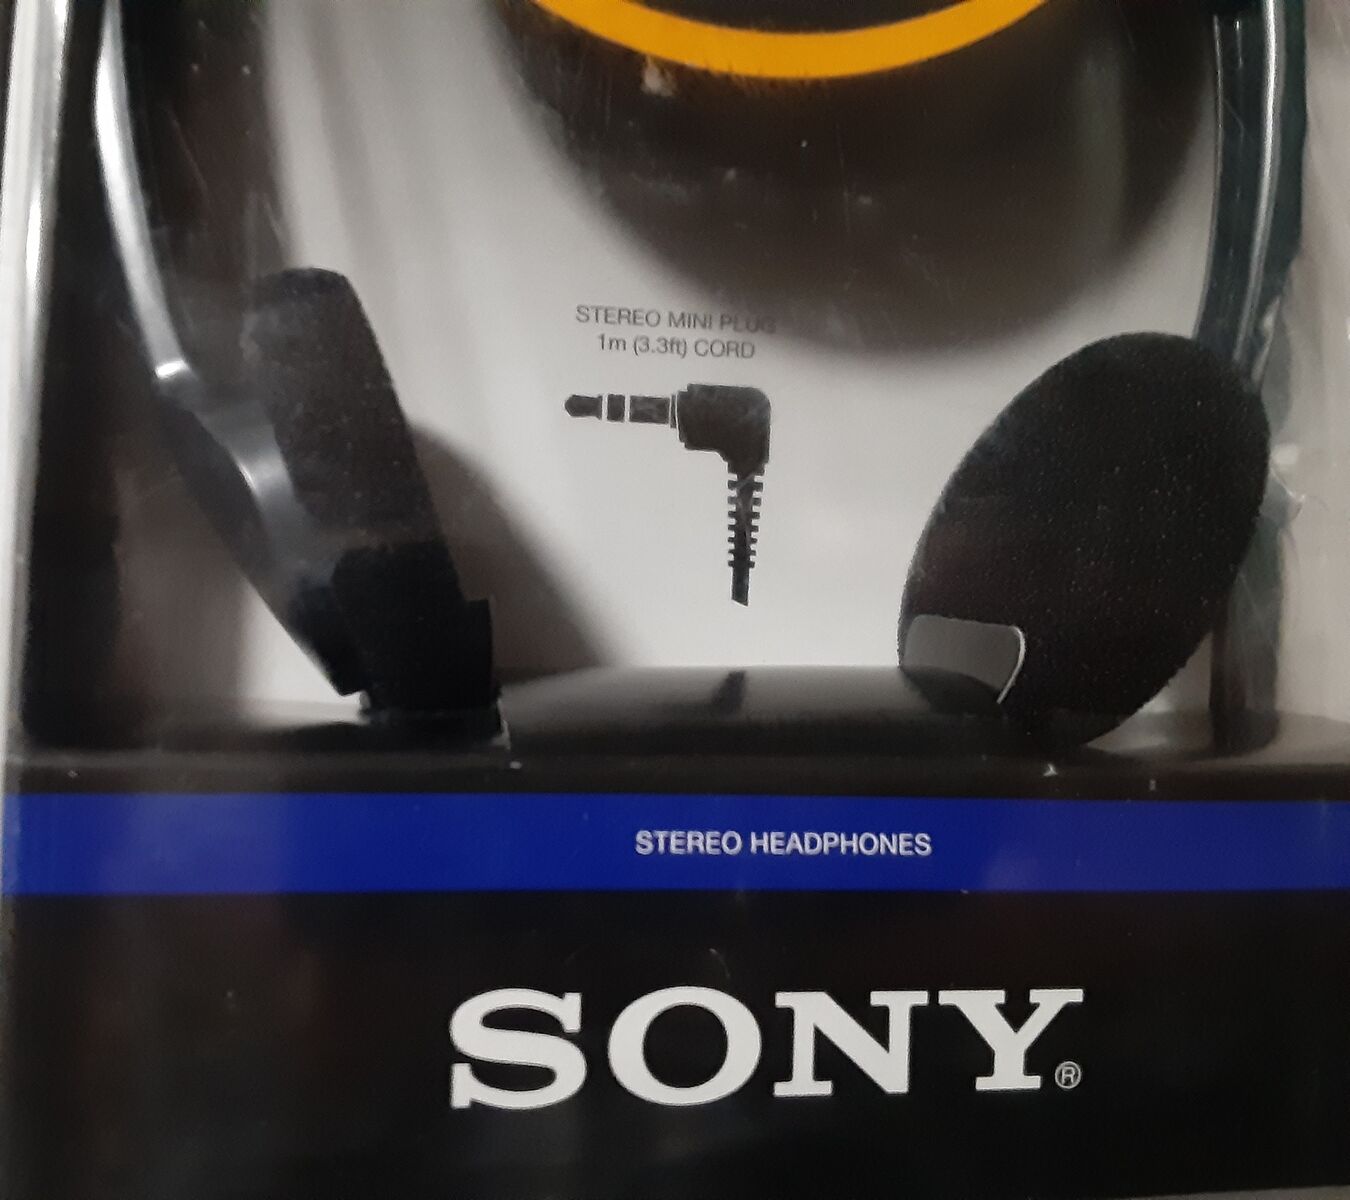 STEREO MINI PLUG
1m (3.3ft) CORD
STEREO HEADPHONES
SONY®